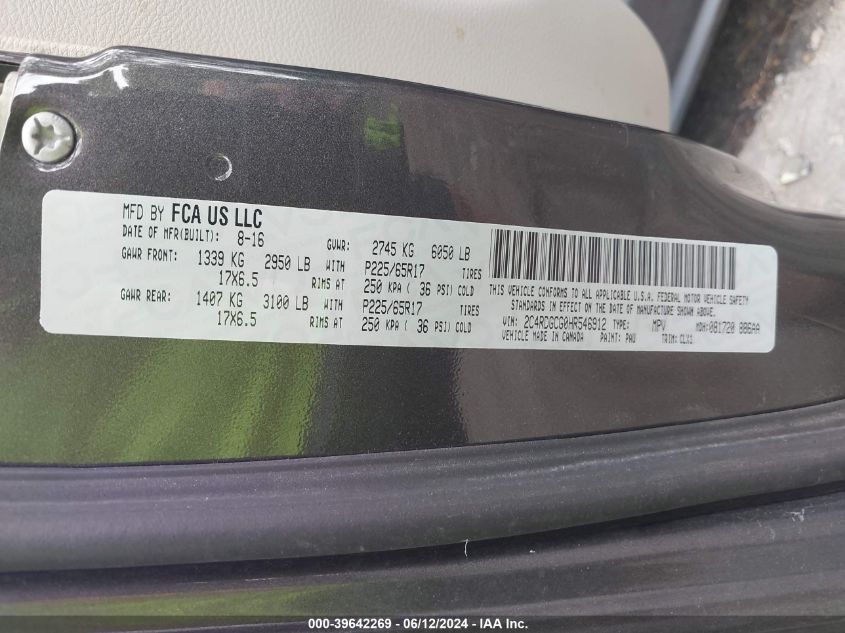 MFD BY FCA US LLC
DATE OF MFR(BUILT): 8-16 GVWR: 2745 KG 6050 LB
GAWR FRONT: 1339 KG 2950 LB WITH P225/65R17 TIRES
17X6.5 RIMS AT 250 KPA ( 36 PSI) COLD
GAWR REAR: 1407 KG 3100 LB WITH P225/65R17 TIRES
17X6.5 RIMS AT 250 KPA ( 36 PSI) COLD
THIS VEHICLE CONFORMS TO ALL APPLICABLE U.S.A. FEDERAL MOTOR VEHICLE SAFETY
STANDARDS IN EFFECT ON THE DATE OF MANUFACTURE SHOWN ABOVE.
VIN: 2C4RDGCG0HR546912 TYPE: MPV MDH: 081720 886AA
VEHICLE MADE IN CANADA PAINT: PAU TRIM:
000-39642269 - 06/12/2024 - IAA Inc.